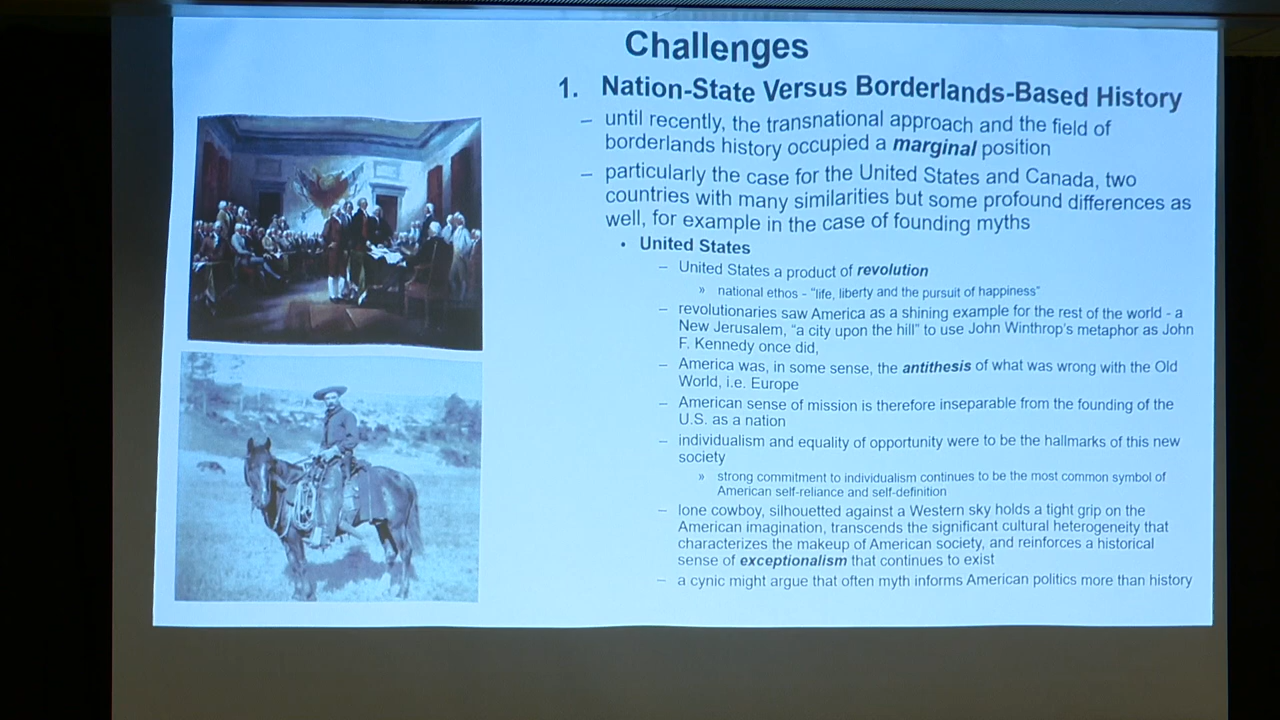 Challenges
1. Nation-State Versus Borderlands-Based History
– until recently, the transnational approach and the field of
borderlands history occupied a marginal position
– particularly the case for the United States and Canada, two
countries with many similarities but some profound differences as
well, for example in the case of founding myths
• United States
– United States a product of revolution
» national ethos - "life, liberty and the pursuit of happiness"
– revolutionaries saw America as a shining example for the rest of the world - a
New Jerusalem, "a city upon the hill" to use John Winthrop's metaphor as John
F. Kennedy once did,
– America was, in some sense, the antithesis of what was wrong with the Old
World, i.e. Europe
– American sense of mission is therefore inseparable from the founding of the
U.S. as a nation
– individualism and equality of opportunity were to be the hallmarks of this new
society
» strong commitment to individualism continues to be the most common symbol of
American self-reliance and self-definition
– lone cowboy, silhouetted against a Western sky holds a tight grip on the
American imagination, transcends the significant cultural heterogeneity that
characterizes the makeup of American society, and reinforces a historical
sense of exceptionalism that continues to exist
– a cynic might argue that often myth informs American politics more than history